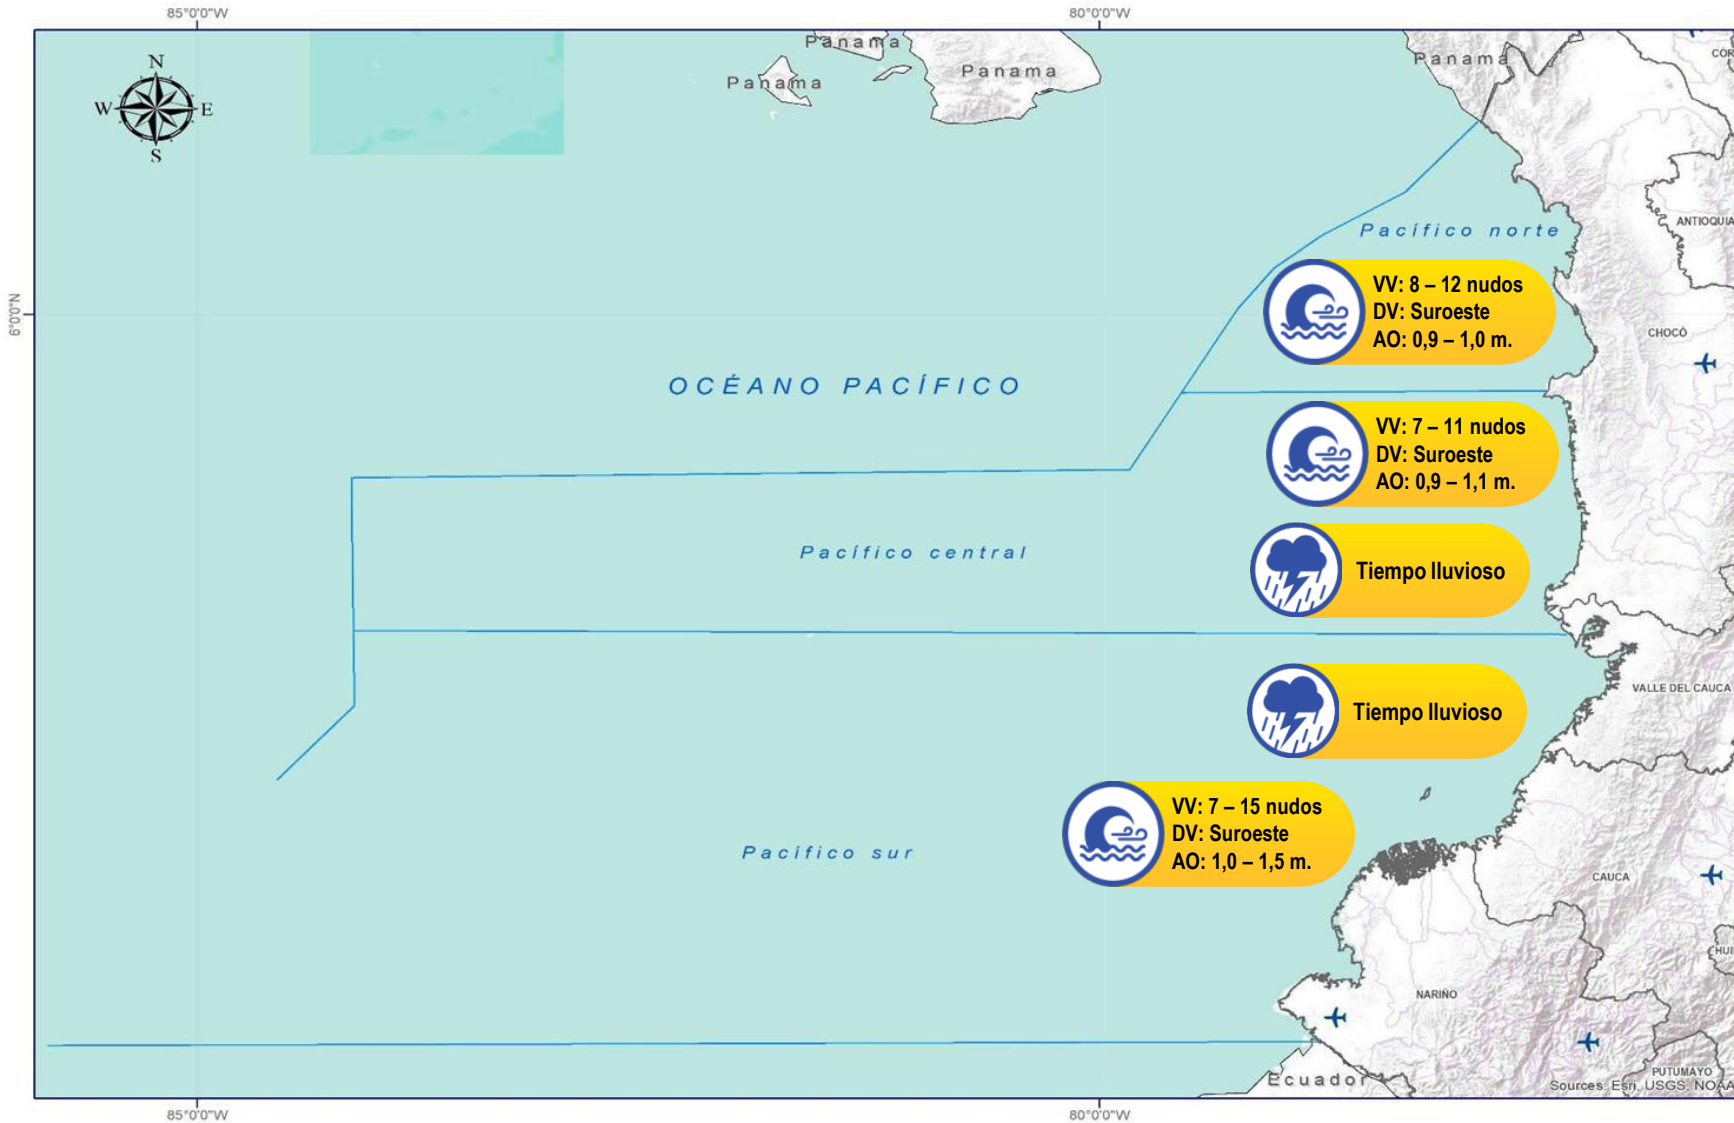 85°0'0"W
80°0'0"W
N
W
E
S
Panama
Panama
Panama
Panama
Pacífico norte
ANTIOQUIA
VV: 8 – 12 nudos
DV: Suroeste
AO: 0,9 – 1,0 m.
6°0'0"N
CHOCÓ
OCÉANO PACÍFICO
VV: 7 – 11 nudos
DV: Suroeste
AO: 0,9 – 1,1 m.
Pacífico central
Tiempo lluvioso
VALLE DEL CAUCA
Tiempo lluvioso
VV: 7 – 15 nudos
DV: Suroeste
AO: 1,0 – 1,5 m.
Pacífico sur
CAUCA
NARIÑO
PUTUMAYO
Ecuador
Sources: Esri, USGS, NOAA
85°0'0"W
80°0'0"W